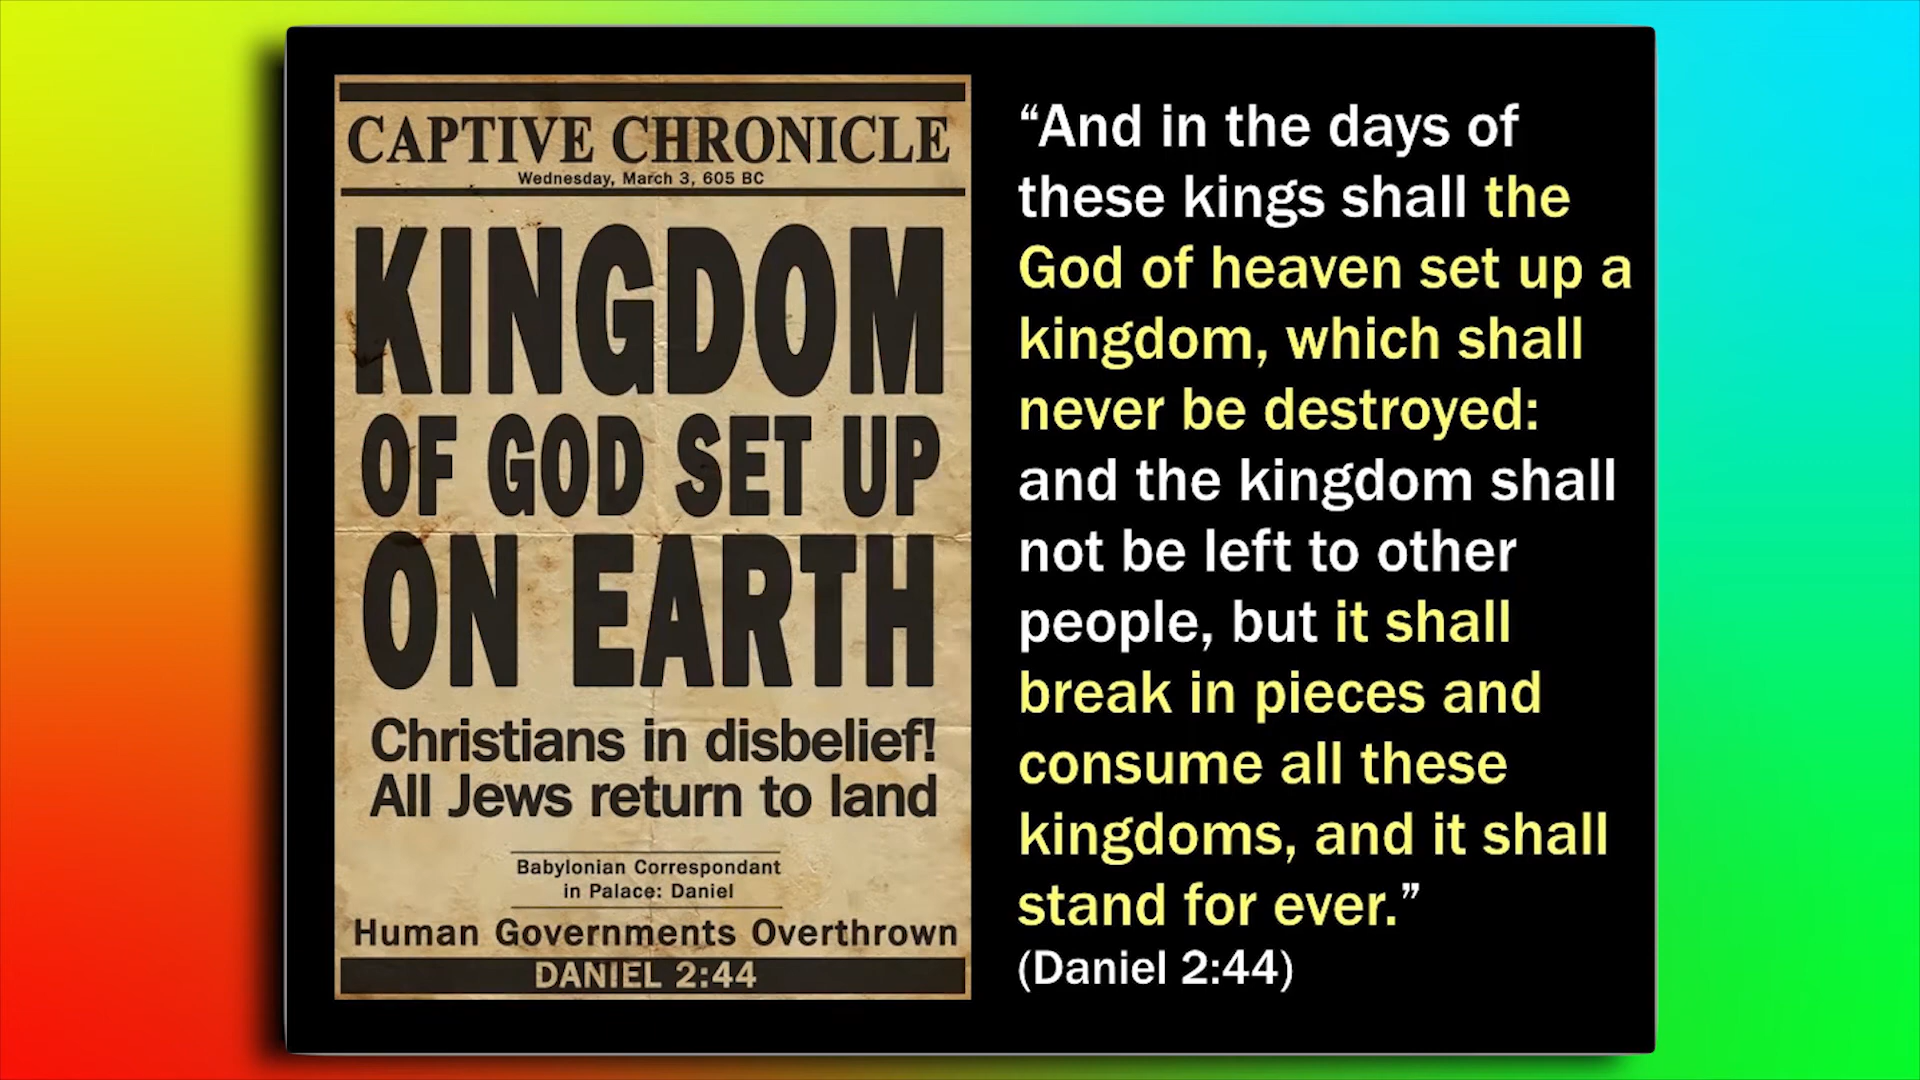 CAPTIVE CHRONICLE
Wednesday, March 3, 605 BC
KINGDOM
OF GOD SET UP
ON EARTH
Christians in disbelief!
All Jews return to land
Babylonian Correspondant
in Palace: Daniel
Human Governments Overthrown
DANIEL 2:44
“And in the days of
these kings shall the
God of heaven set up a
kingdom, which shall
never be destroyed:
and the kingdom shall
not be left to other
people, but it shall
break in pieces and
consume all these
kingdoms, and it shall
stand for ever.”
(Daniel 2:44)